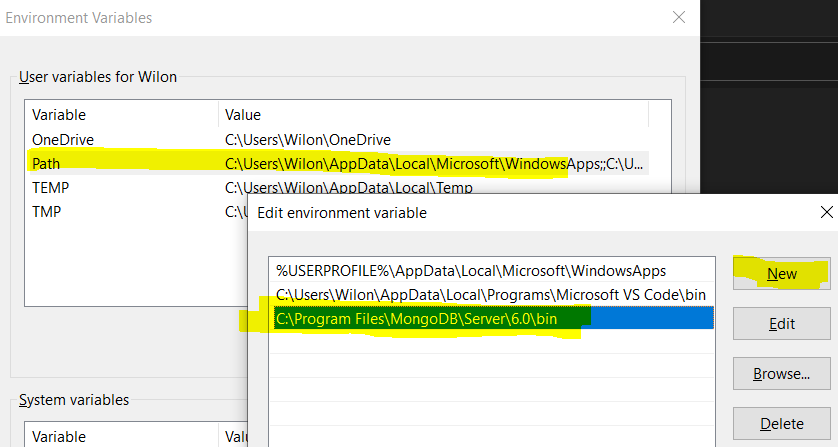 Environment Variables
User variables for Wilon
Variable Value
OneDrive C:\Users\Wilon\OneDrive
Path C:\Users\Wilon\AppData\Local\Microsoft\WindowsApps;;C:\U...
TEMP C:\Users\Wilon\AppData\Local\Temp
TMP C:\U
Edit environment variable
%USERPROFILE%\AppData\Local\Microsoft\WindowsApps
C:\Users\Wilon\AppData\Local\Programs\Microsoft VS Code\bin
C:\Program Files\MongoDB\Server\6.0\bin
New
Edit
Browse...
Delete
System variables
Variable